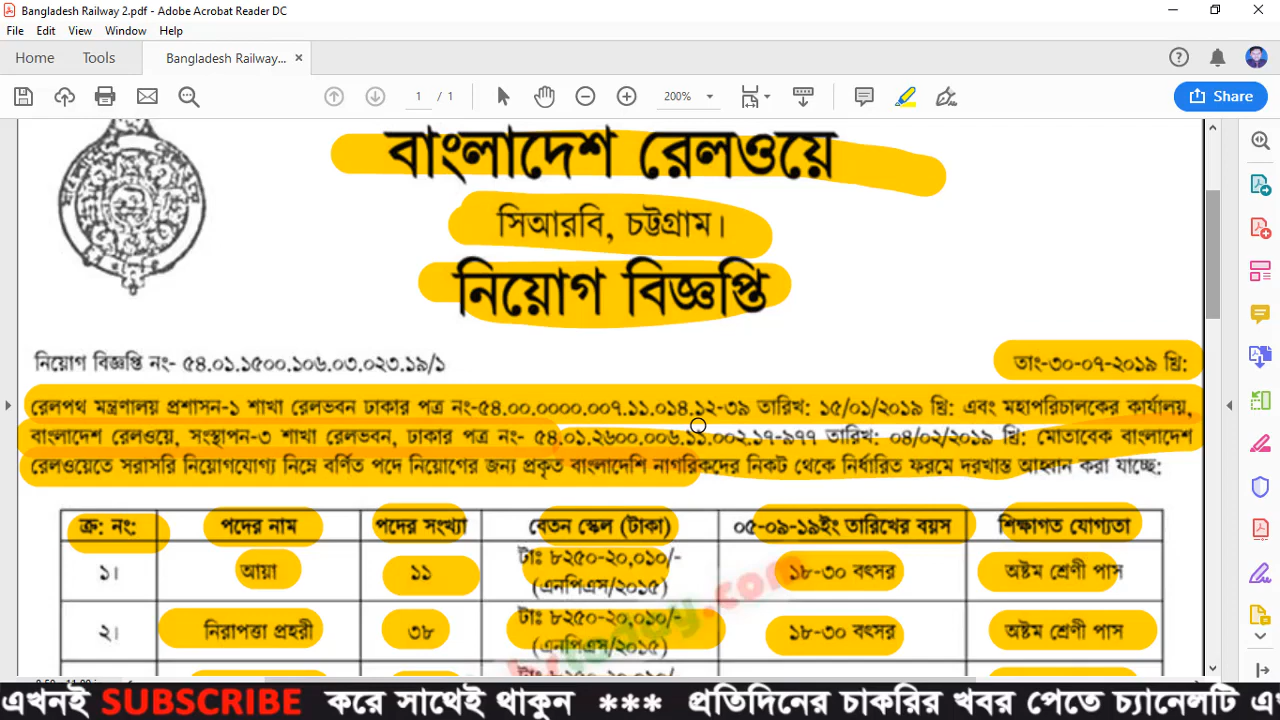 Bangladesh Railway 2.pdf - Adobe Acrobat Reader DC
File Edit View Window Help
Home Tools Bangladesh Railway...
1 / 1 200% Share
বাংলাদেশ রেলওয়ে
সিআরবি, চট্টগ্রাম।
নিয়োগ বিজ্ঞপ্তি
নিয়োগ বিজ্ঞপ্তি নং- ৫৪.০১.১৫০০.১০৬.০৩.০২৩.১৯/১ তাং-৩০-০৭-২০১৯ খ্রি:
রেলপথ মন্ত্রণালয় প্রশাসন-১ শাখা রেলভবন ঢাকার পত্র নং-৫৪.০০.০০০০.০০৭.১১.০১৪.১২-৩৯ তারিখ: ১৫/০১/২০১৯ খ্রি: এবং মহাপরিচালকের কার্যালয়,
বাংলাদেশ রেলওয়ে, সংস্থাপন-৩ শাখা রেলভবন, ঢাকার পত্র নং- ৫৪.০১.২৬০০.০০৬.১১.০০২.১৭-৯৭৭ তারিখ: ০৪/০২/২০১৯ খ্রি: মোতাবেক বাংলাদেশ
রেলওয়েতে সরাসরি নিয়োগযোগ্য নিম্নে বর্ণিত পদে নিয়োগের জন্য প্রকৃত বাংলাদেশি নাগরিকদের নিকট থেকে নির্ধারিত ফরমে দরখাস্ত আহ্বান করা যাচ্ছে:
ক্র: নং: পদের নাম পদের সংখ্যা বেতন স্কেল (টাকা) ০৫-০৯-১৯ইং তারিখের বয়স শিক্ষাগত যোগ্যতা
১। আয়া ১১ টাঃ ৮২৫০-২০,০১০/- (এনপিএস/২০১৫) ১৮-৩০ বৎসর অষ্টম শ্রেণী পাস
২। নিরাপত্তা প্রহরী ৩৮ টাঃ ৮২৫০-২০,০১০/- (এনপিএস/২০১৫) ১৮-৩০ বৎসর অষ্টম শ্রেণী পাস
এখনই SUBSCRIBE করে সাথেই থাকুন *** প্রতিদিনের চাকরির খবর পেতে চ্যানেলটি এ